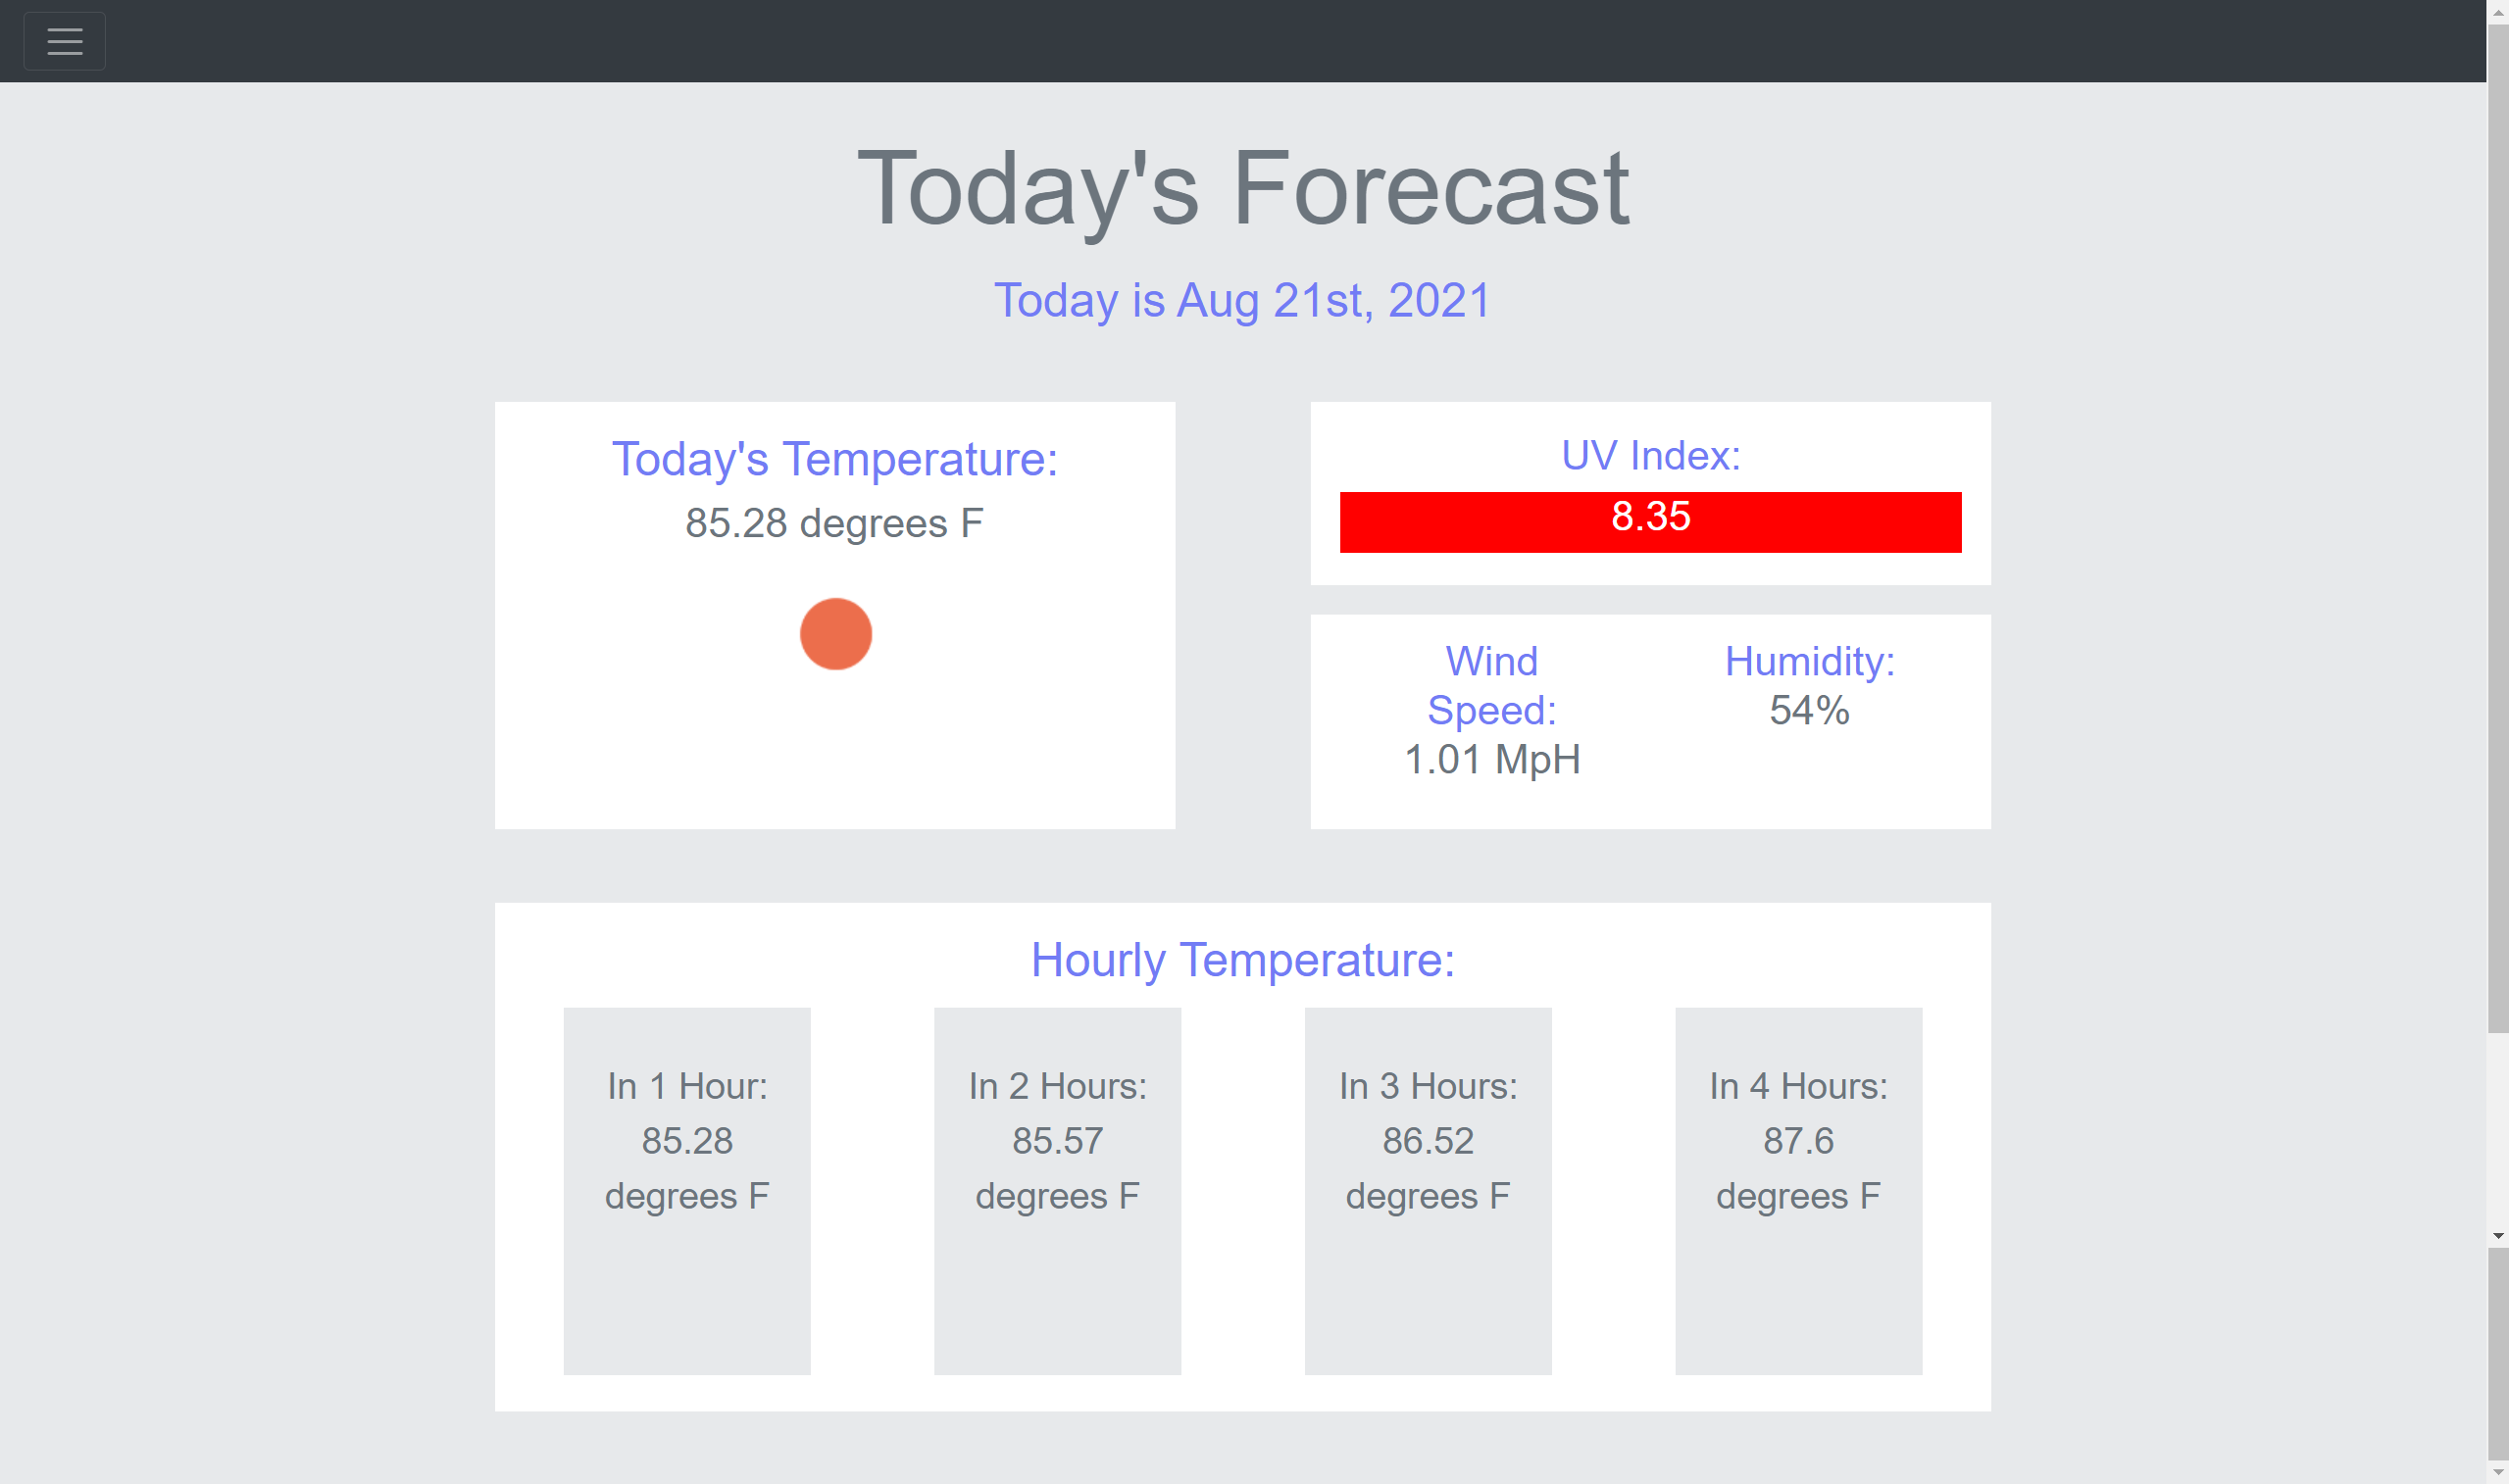 Today's Forecast
Today is Aug 21st, 2021
Today's Temperature:
85.28 degrees F
UV Index:
8.35
Wind
Speed:
1.01 MpH
Humidity:
54%
Hourly Temperature:
In 1 Hour:
85.28
degrees F
In 2 Hours:
85.57
degrees F
In 3 Hours:
86.52
degrees F
In 4 Hours:
87.6
degrees F